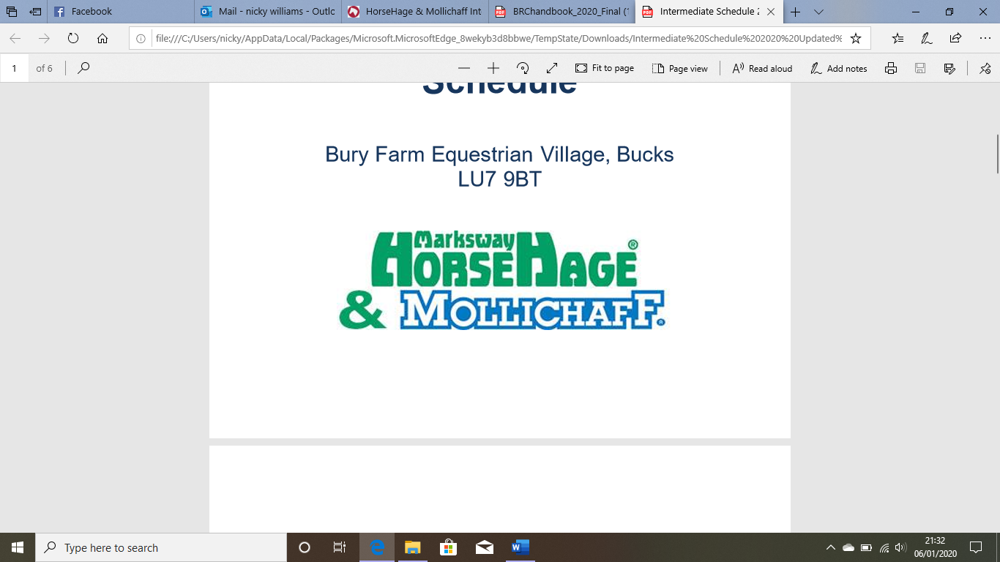 Facebook
Mail - nicky williams - Outlo
HorseHage & Mollichaff Int
BRChandbook_2020_Final (1
Intermediate Schedule 2
file:///C:/Users/nicky/AppData/Local/Packages/Microsoft.MicrosoftEdge_8wekyb3d8bbwe/TempState/Downloads/Intermediate%20Schedule%202020%20Updated%
1 of 6
Fit to page
Page view
Read aloud
Add notes
Schedule
Bury Farm Equestrian Village, Bucks
LU7 9BT
Marksway
HORSEHAGE®
& MOLLICHAFF®
Type here to search
21:32
06/01/2020